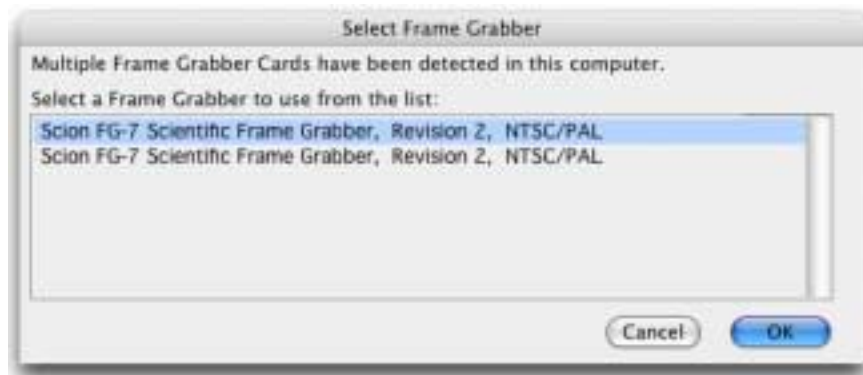 Select Frame Grabber
Multiple Frame Grabber Cards have been detected in this computer.
Select a Frame Grabber to use from the list:
Scion FG-7 Scientific Frame Grabber, Revision 2, NTSC/PAL
Scion FG-7 Scientific Frame Grabber, Revision 2, NTSC/PAL
Cancel OK